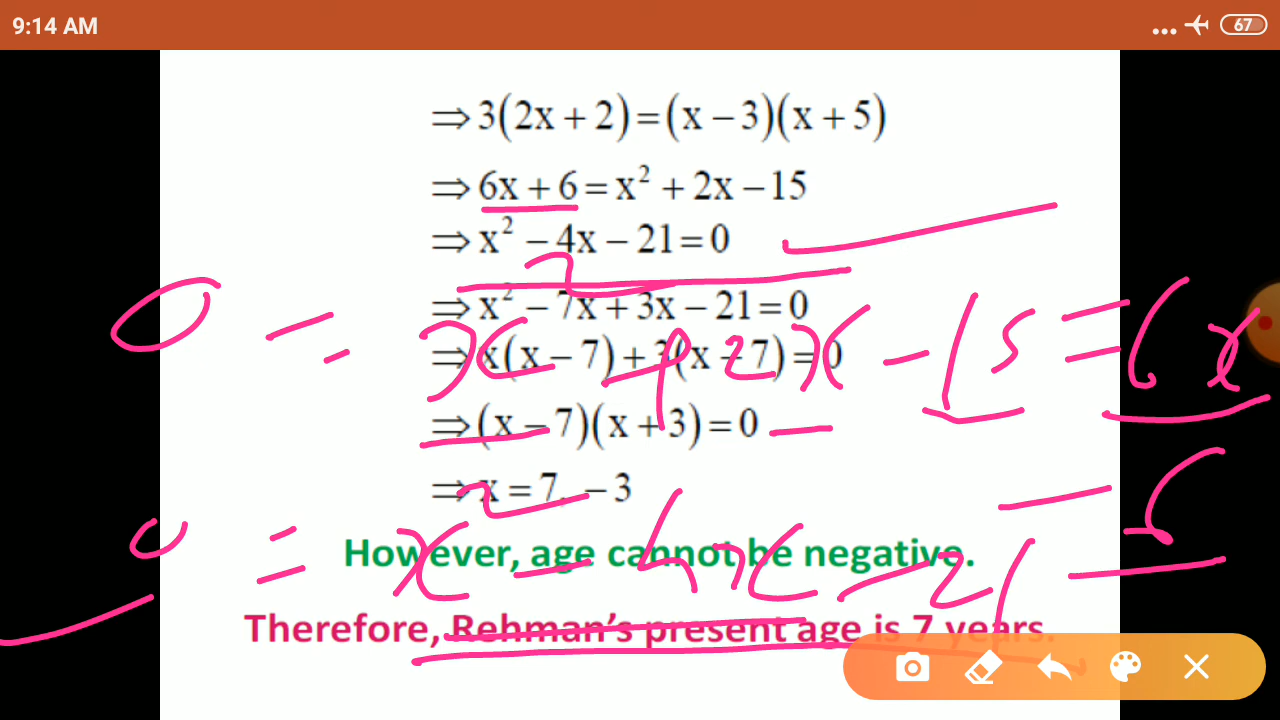 9:14 AM
67
⇒ 3(2x + 2) = (x − 3)(x + 5)
⇒ 6x + 6 = x² + 2x − 15
⇒ x² − 4x − 21 = 0
⇒ x² − 7x + 3x − 21 = 0
⇒ x(x − 7) + 3(x − 7) = 0
0 = x² + 2x − 15 − 6x
⇒ (x − 7)(x + 3) = 0
− 6
⇒ x = 7, − 3
0 = x² − 4x − 21
However, age cannot be negative.
Therefore, Rehman’s present age is 7 years.